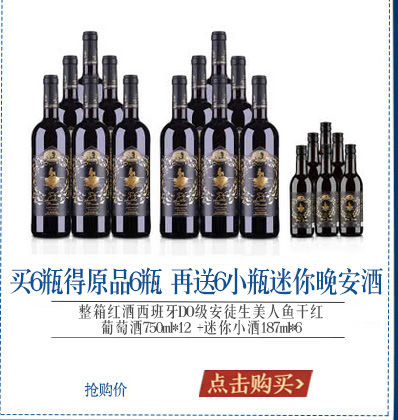 买6瓶得原品6瓶 再送6小瓶迷你晚安酒
整箱红酒西班牙DO级安徒生美人鱼干红
葡萄酒750ml*12 +迷你小酒187ml*6
抢购价
点击购买>